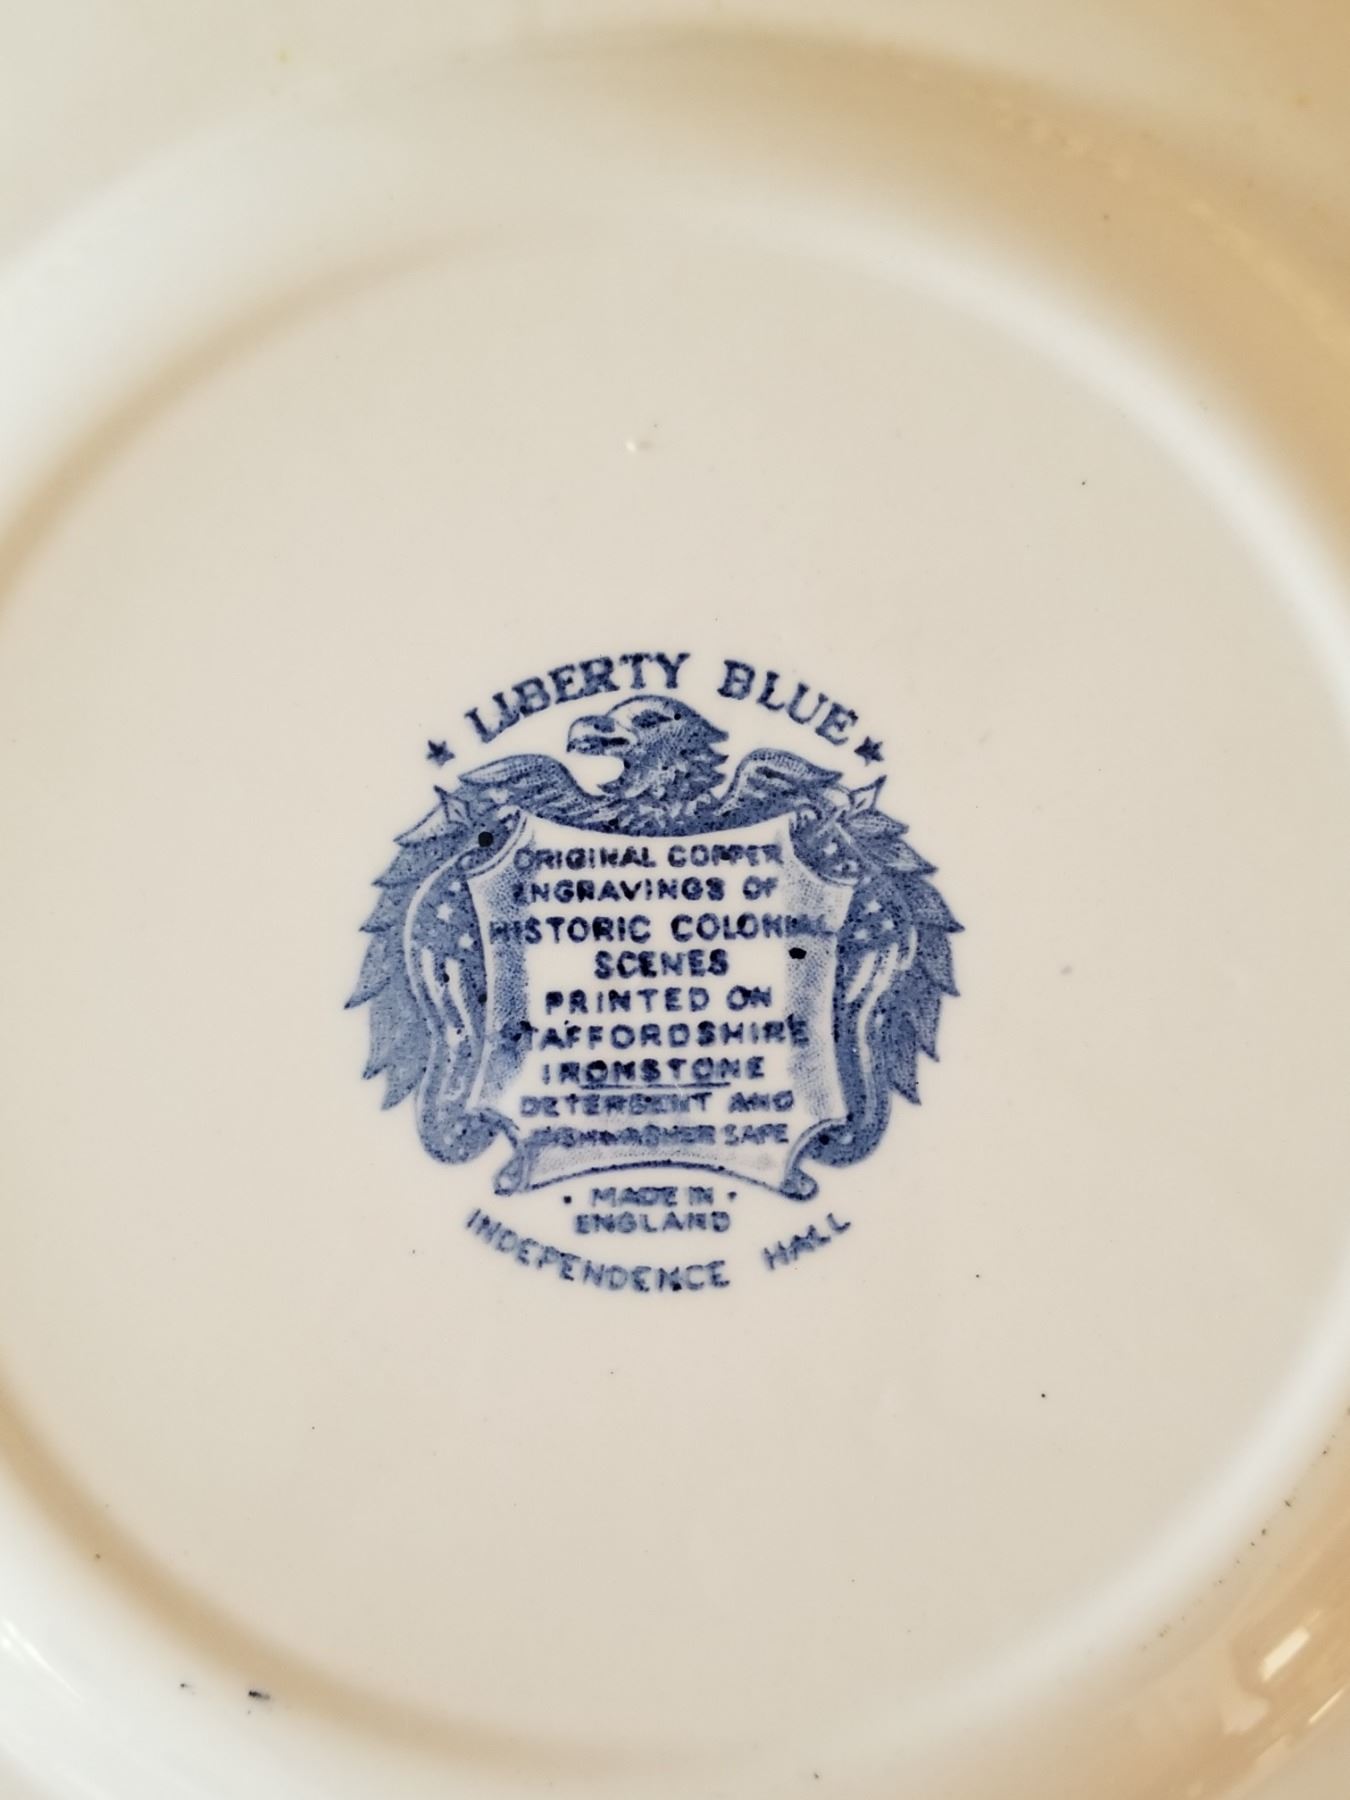 LIBERTY BLUE
ORIGINAL COPPER
ENGRAVINGS OF
HISTORIC COLONIAL
SCENES
PRINTED ON
STAFFORDSHIRE
IRONSTONE
DETERGENT AND
DISHWASHER SAFE
MADE IN
ENGLAND
INDEPENDENCE HALL